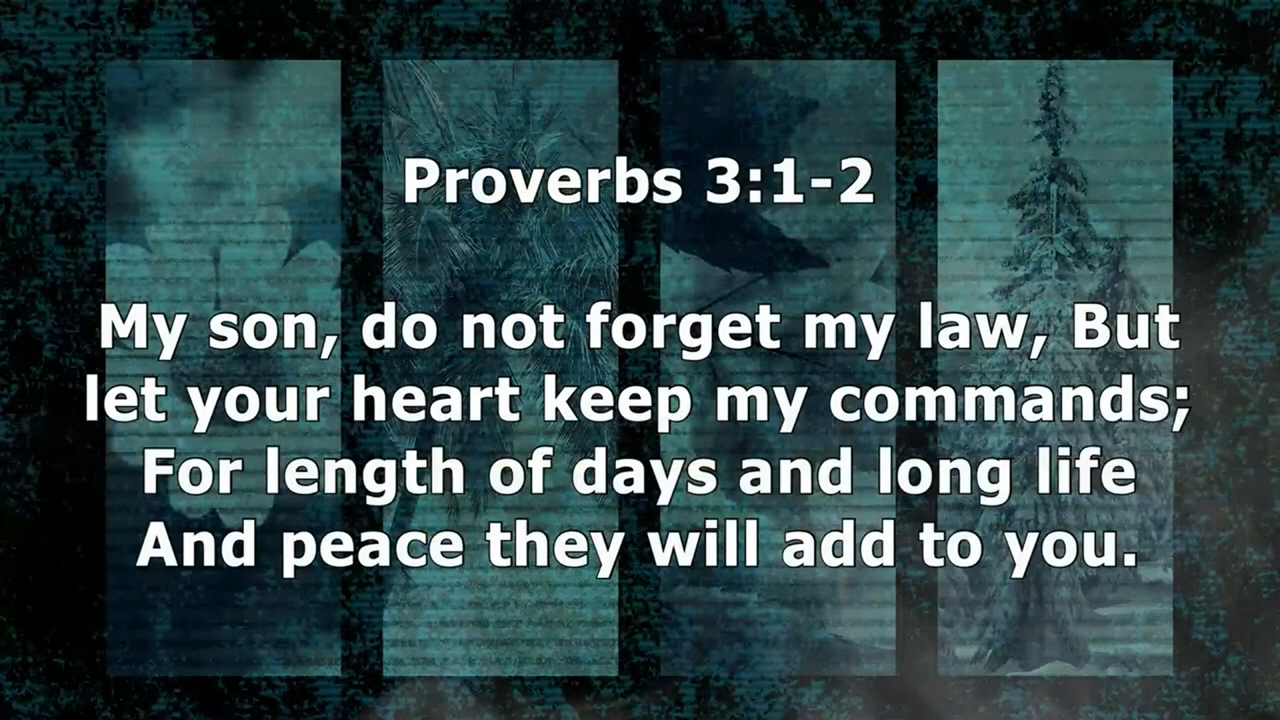 Proverbs 3:1-2
My son, do not forget my law, But
let your heart keep my commands;
For length of days and long life
And peace they will add to you.